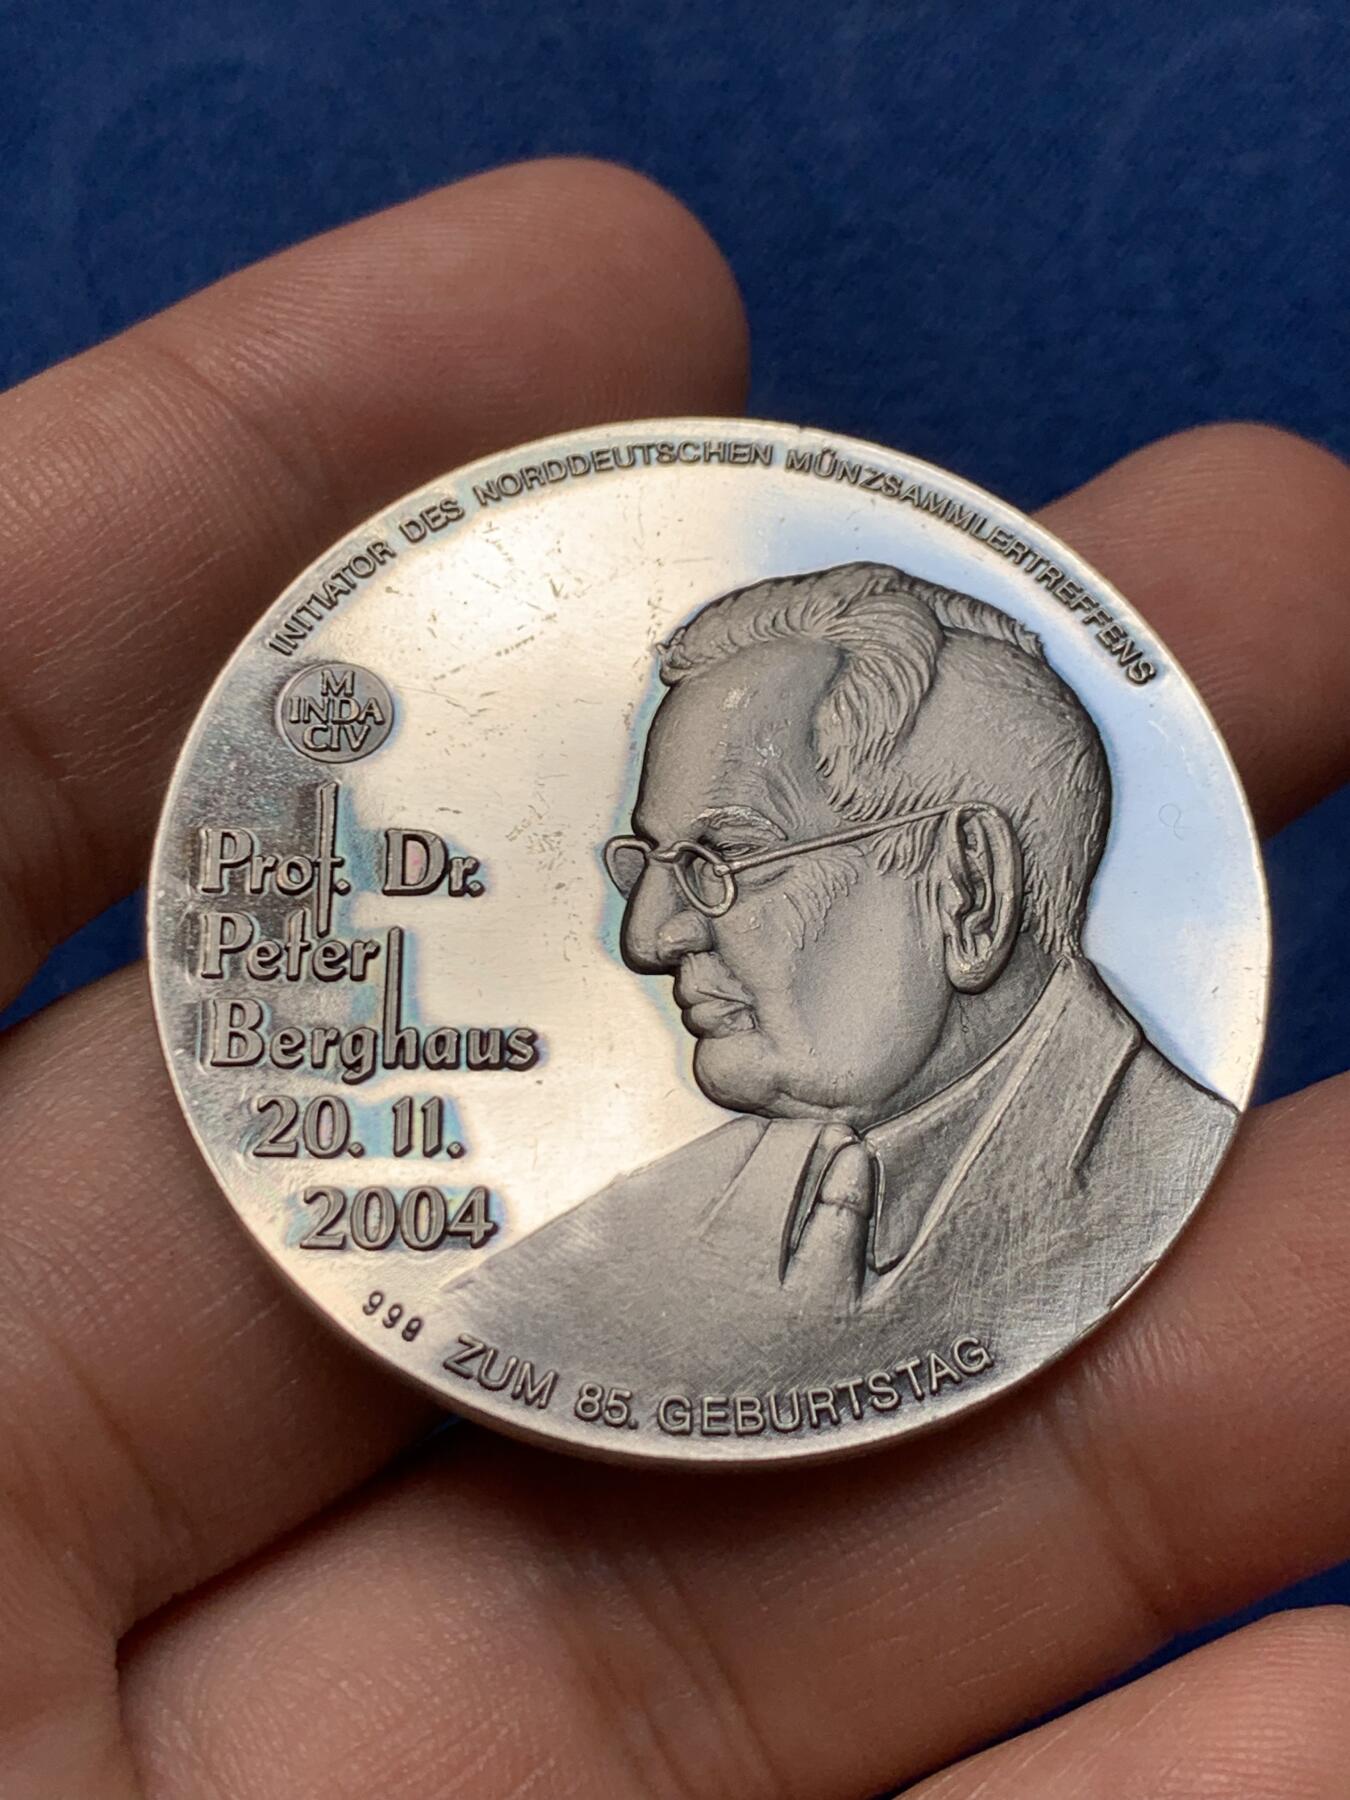 INITIATOR DES NORDDEUTSCHEN MÜNZSAMMLERTREFFENS
M
INDA
CIV
Prof. Dr.
Peter
Berghaus
20. 11.
2004
999
ZUM 85. GEBURTSTAG